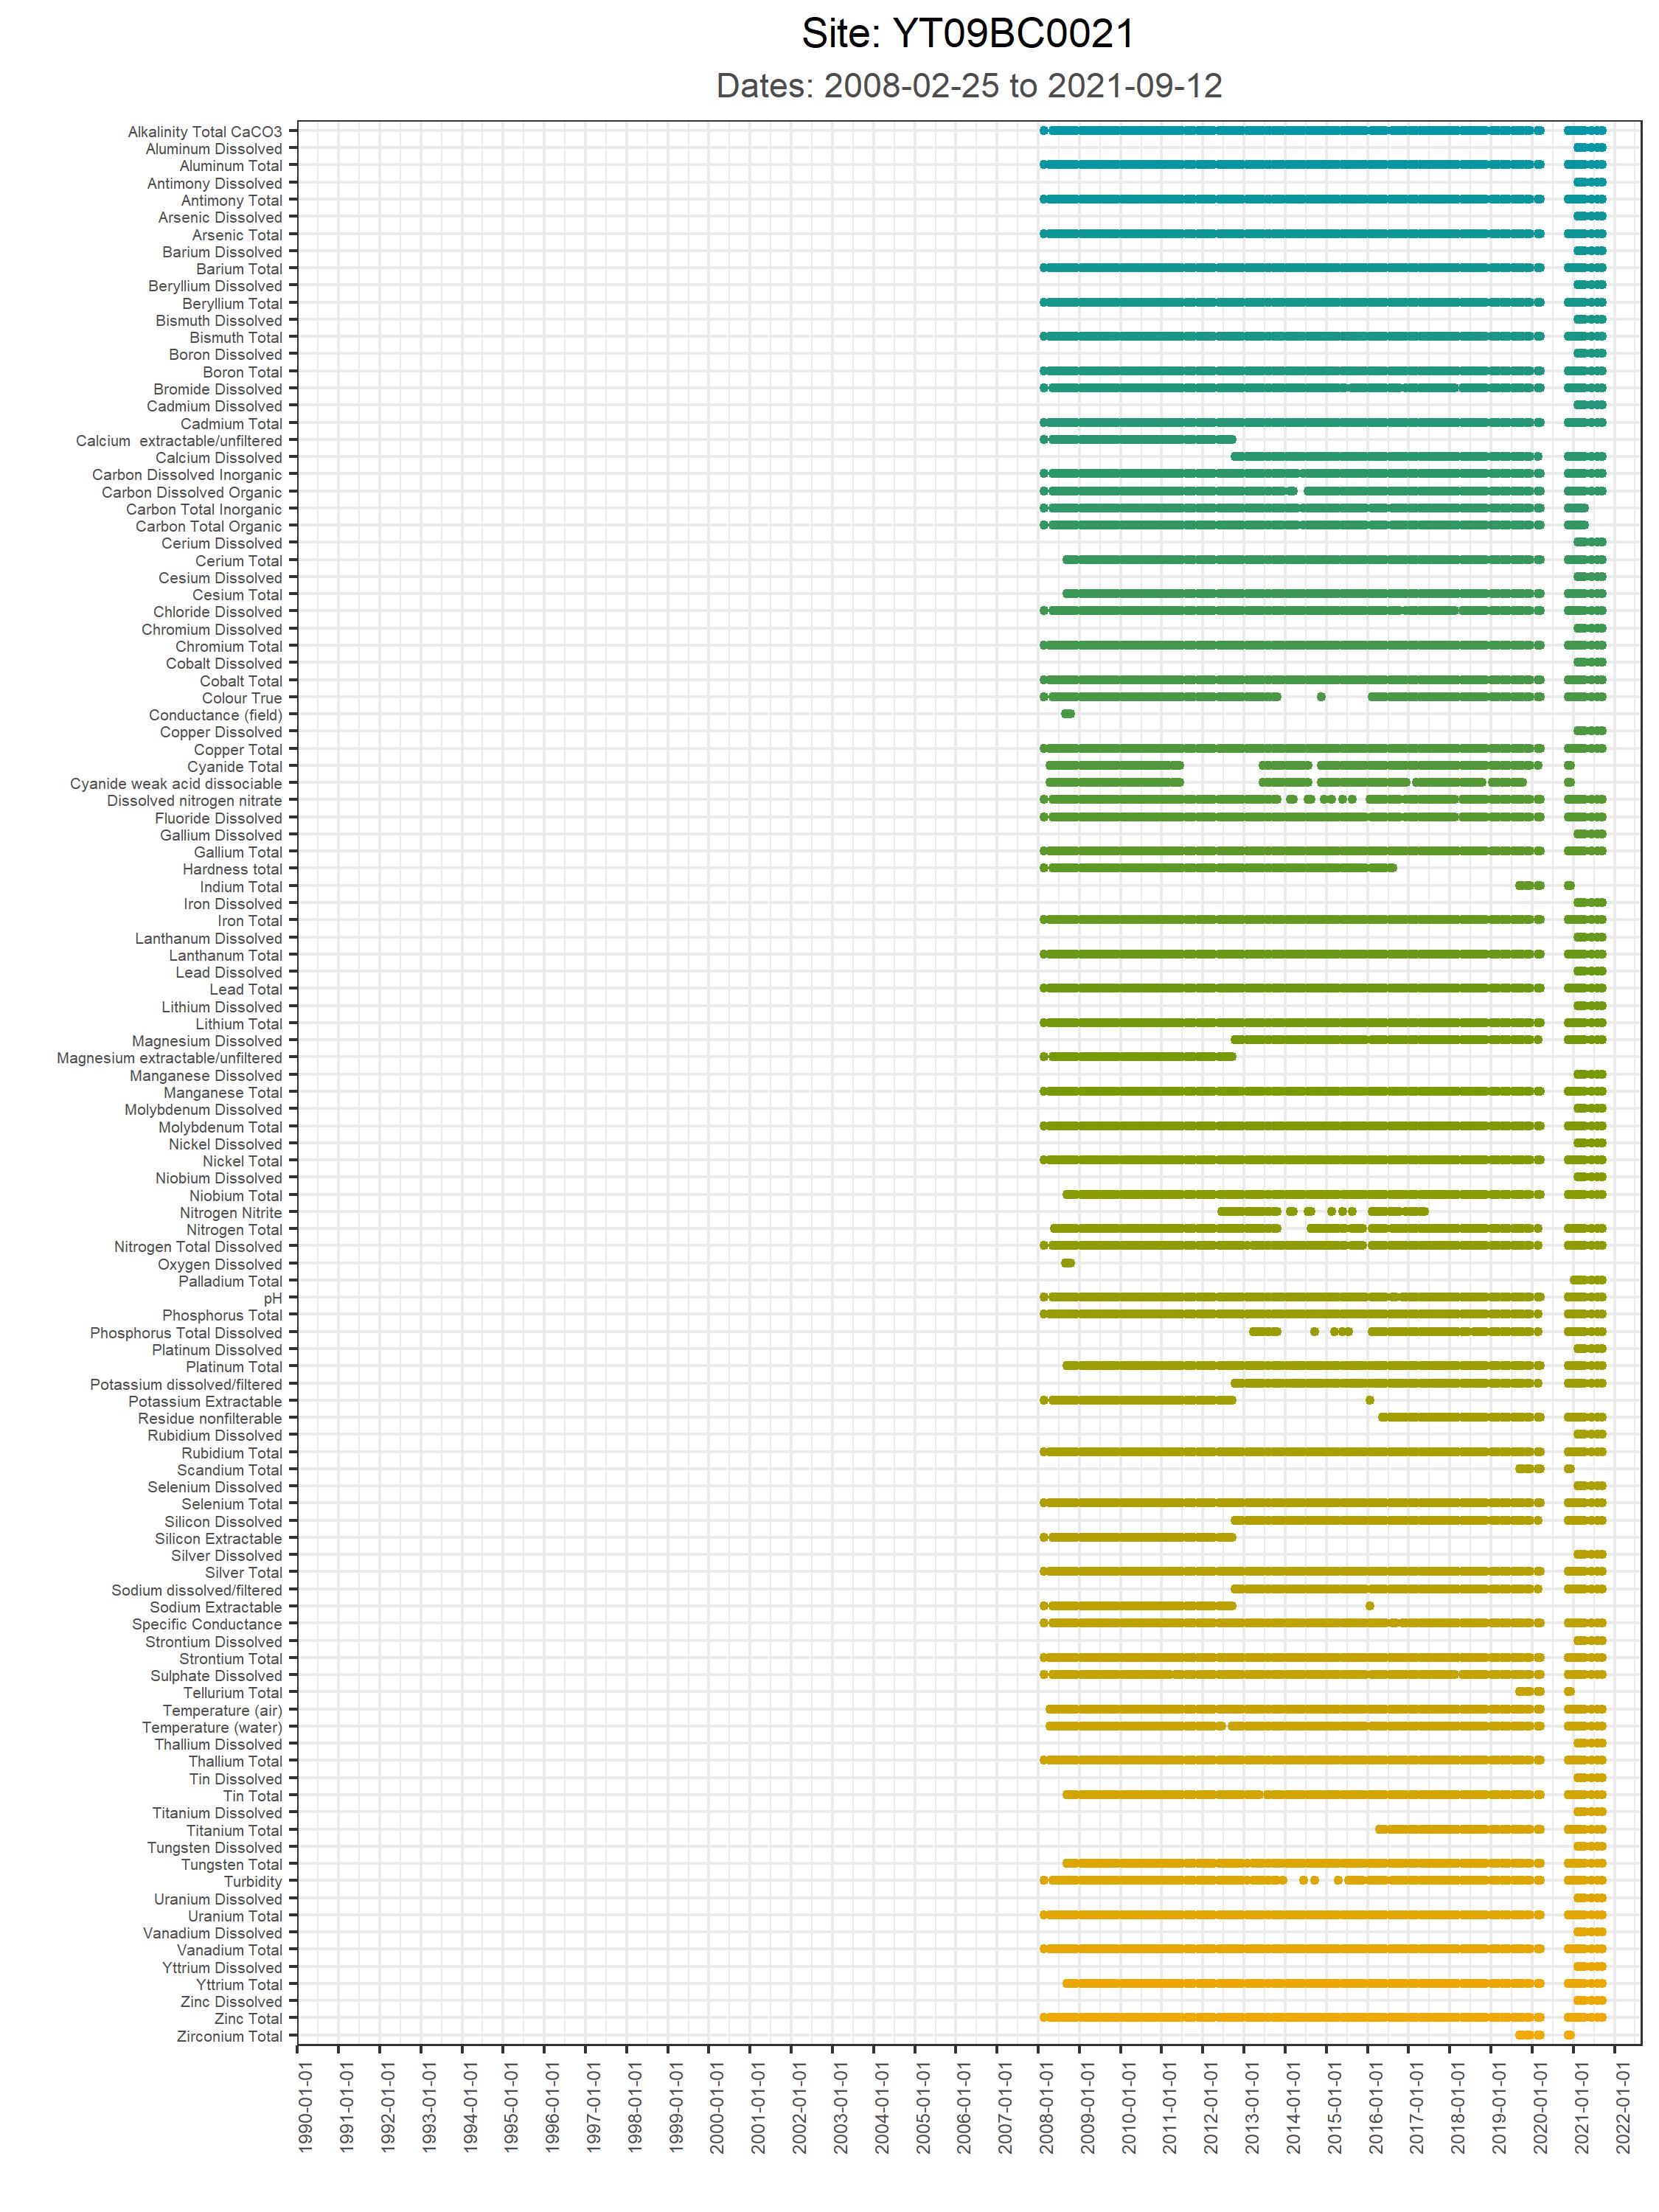 Site: YT09BC0021
Dates: 2008-02-25 to 2021-09-12
Alkalinity Total CaCO3
Aluminum Dissolved
Aluminum Total
Antimony Dissolved
Antimony Total
Arsenic Dissolved
Arsenic Total
Barium Dissolved
Barium Total
Beryllium Dissolved
Beryllium Total
Bismuth Dissolved
Bismuth Total
Boron Dissolved
Boron Total
Bromide Dissolved
Cadmium Dissolved
Cadmium Total
Calcium  extractable/unfiltered
Calcium Dissolved
Carbon Dissolved Inorganic
Carbon Dissolved Organic
Carbon Total Inorganic
Carbon Total Organic
Cerium Dissolved
Cerium Total
Cesium Dissolved
Cesium Total
Chloride Dissolved
Chromium Dissolved
Chromium Total
Cobalt Dissolved
Cobalt Total
Colour True
Conductance (field)
Copper Dissolved
Copper Total
Cyanide Total
Cyanide weak acid dissociable
Dissolved nitrogen nitrate
Fluoride Dissolved
Gallium Dissolved
Gallium Total
Hardness total
Indium Total
Iron Dissolved
Iron Total
Lanthanum Dissolved
Lanthanum Total
Lead Dissolved
Lead Total
Lithium Dissolved
Lithium Total
Magnesium Dissolved
Magnesium extractable/unfiltered
Manganese Dissolved
Manganese Total
Molybdenum Dissolved
Molybdenum Total
Nickel Dissolved
Nickel Total
Niobium Dissolved
Niobium Total
Nitrogen Nitrite
Nitrogen Total
Nitrogen Total Dissolved
Oxygen Dissolved
Palladium Total
pH
Phosphorus Total
Phosphorus Total Dissolved
Platinum Dissolved
Platinum Total
Potassium dissolved/filtered
Potassium Extractable
Residue nonfilterable
Rubidium Dissolved
Rubidium Total
Scandium Total
Selenium Dissolved
Selenium Total
Silicon Dissolved
Silicon Extractable
Silver Dissolved
Silver Total
Sodium dissolved/filtered
Sodium Extractable
Specific Conductance
Strontium Dissolved
Strontium Total
Sulphate Dissolved
Tellurium Total
Temperature (air)
Temperature (water)
Thallium Dissolved
Thallium Total
Tin Dissolved
Tin Total
Titanium Dissolved
Titanium Total
Tungsten Dissolved
Tungsten Total
Turbidity
Uranium Dissolved
Uranium Total
Vanadium Dissolved
Vanadium Total
Yttrium Dissolved
Yttrium Total
Zinc Dissolved
Zinc Total
Zirconium Total
1990-01-01
1991-01-01
1992-01-01
1993-01-01
1994-01-01
1995-01-01
1996-01-01
1997-01-01
1998-01-01
1999-01-01
2000-01-01
2001-01-01
2002-01-01
2003-01-01
2004-01-01
2005-01-01
2006-01-01
2007-01-01
2008-01-01
2009-01-01
2010-01-01
2011-01-01
2012-01-01
2013-01-01
2014-01-01
2015-01-01
2016-01-01
2017-01-01
2018-01-01
2019-01-01
2020-01-01
2021-01-01
2022-01-01